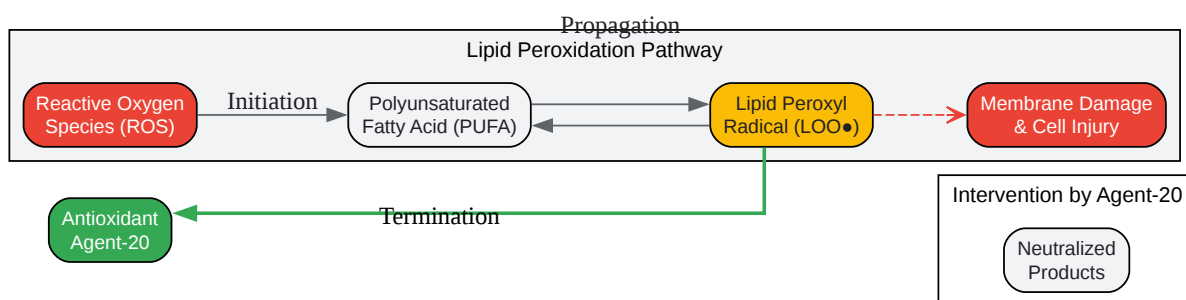 Propagation
Lipid Peroxidation Pathway
Reactive Oxygen
Species (ROS)
Initiation
Polyunsaturated
Fatty Acid (PUFA)
Lipid Peroxyl
Radical (LOO●)
Membrane Damage
& Cell Injury
Antioxidant
Agent-20
Termination
Intervention by Agent-20
Neutralized
Products